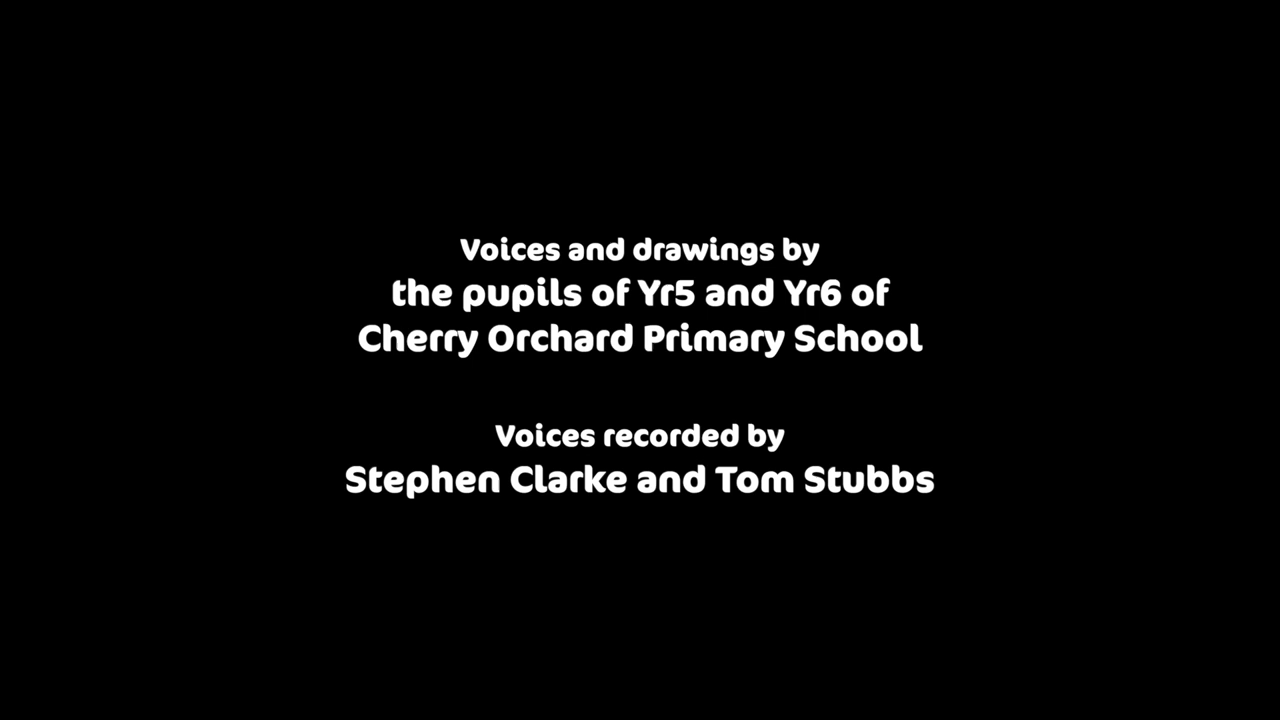 Voices and drawings by
the pupils of Yr5 and Yr6 of
Cherry Orchard Primary School
Voices recorded by
Stephen Clarke and Tom Stubbs